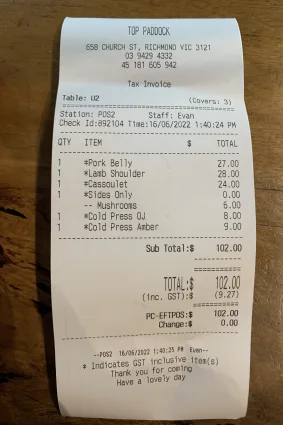 TOP PADDOCK
658 CHURCH ST, RICHMOND VIC 3121
03 9429 4332
45 181 605 942
Tax Invoice
Table: U2 (Covers: 3)
Station: POS2 Staff: Evan
Check Id:892104 Time:16/06/2022 1:40:24 PM
QTY ITEM $ TOTAL
1 *Pork Belly 27.00
1 *Lamb Shoulder 28.00
1 *Cassoulet 24.00
1 *Sides Only 0.00
-- Mushrooms 6.00
1 *Cold Press OJ 8.00
1 *Cold Press Amber 9.00
Sub Total:$ 102.00
TOTAL:$ 102.00
(inc. GST):$ (9.27)
PC-EFTPOS:$ 102.00
Change:$ 0.00
--POS2 16/06/2022 1:40:25 PM Evan--
* Indicates GST inclusive item(s)
Thank you for coming
Have a lovely day